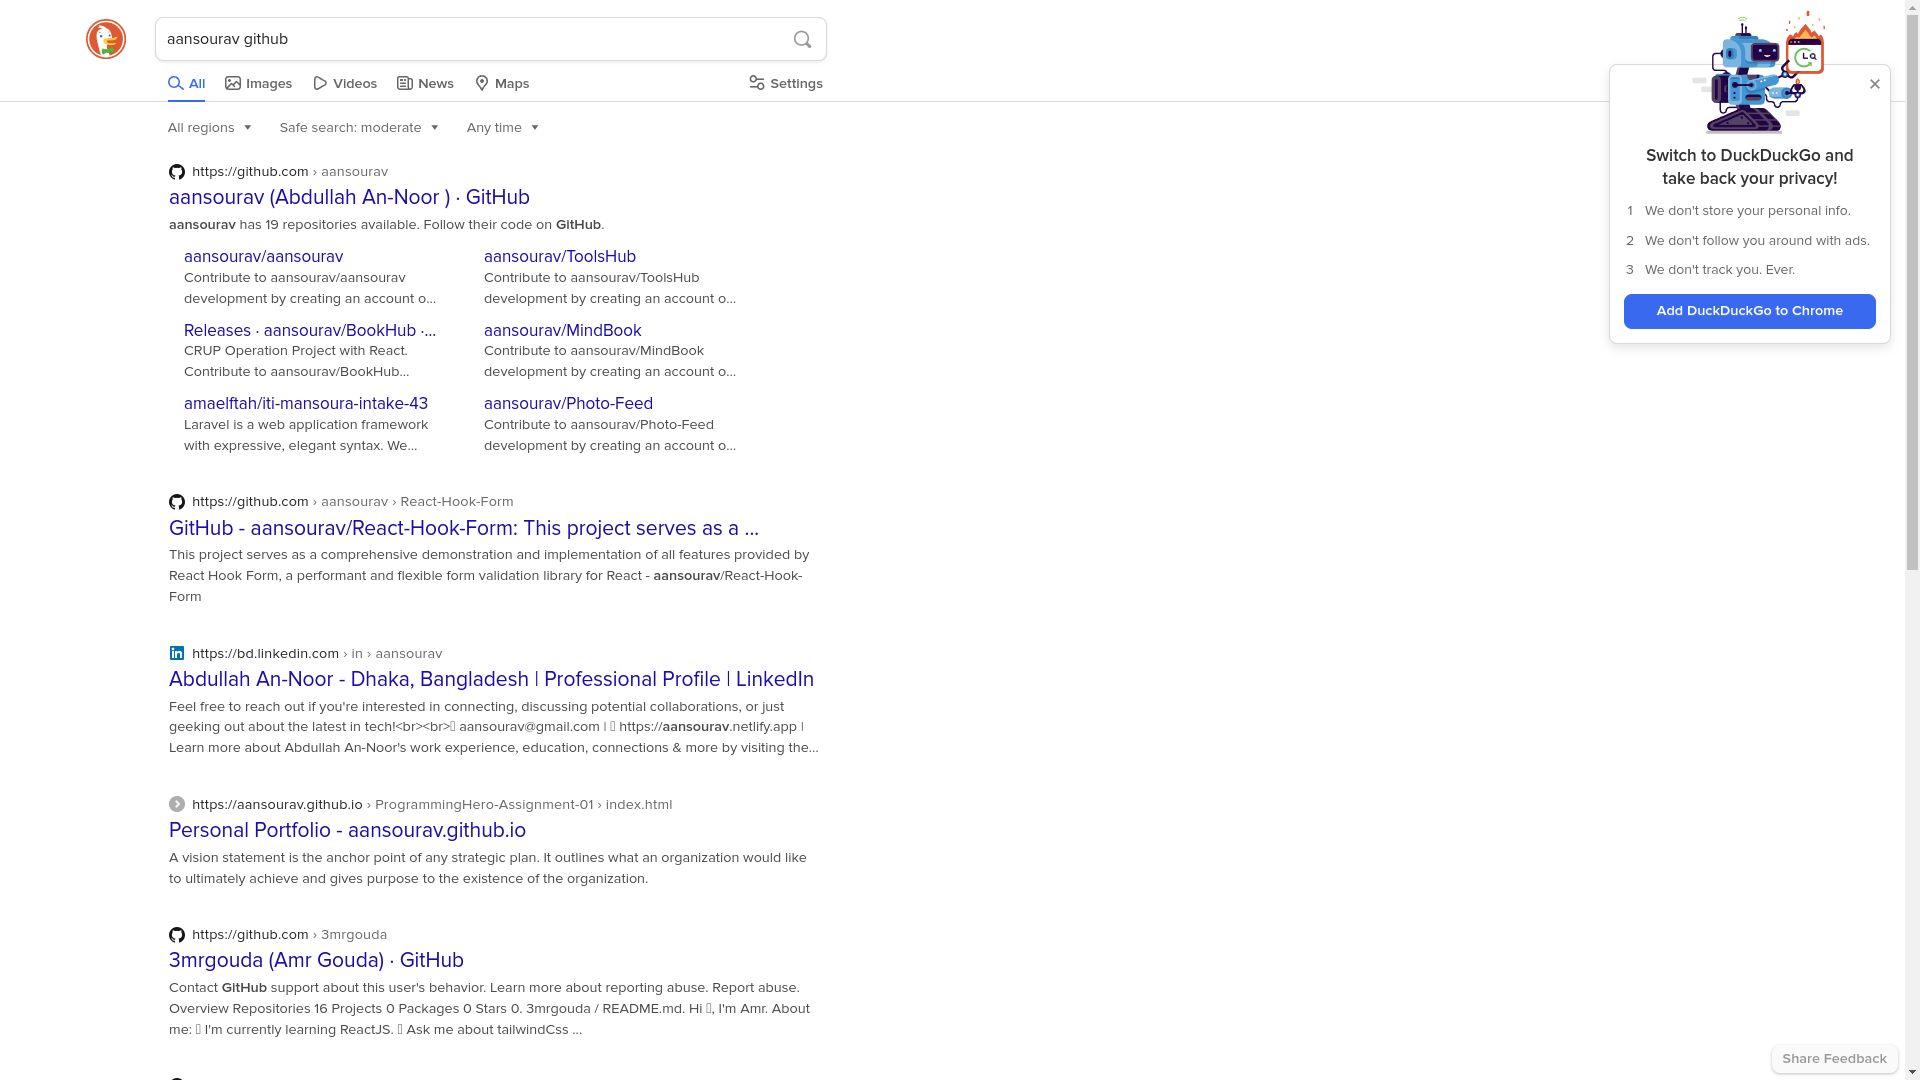 aansourav github
All
Images
Videos
News
Maps
Settings
All regions
Safe search: moderate
Any time
https://github.com › aansourav
aansourav (Abdullah An-Noor ) · GitHub
aansourav has 19 repositories available. Follow their code on GitHub.
aansourav/aansourav
Contribute to aansourav/aansourav
development by creating an account o...
aansourav/ToolsHub
Contribute to aansourav/ToolsHub
development by creating an account o...
Releases · aansourav/BookHub ·...
CRUP Operation Project with React.
Contribute to aansourav/BookHub...
aansourav/MindBook
Contribute to aansourav/MindBook
development by creating an account o...
amaelftah/iti-mansoura-intake-43
Laravel is a web application framework
with expressive, elegant syntax. We...
aansourav/Photo-Feed
Contribute to aansourav/Photo-Feed
development by creating an account o...
https://github.com › aansourav › React-Hook-Form
GitHub - aansourav/React-Hook-Form: This project serves as a ...
This project serves as a comprehensive demonstration and implementation of all features provided by
React Hook Form, a performant and flexible form validation library for React - aansourav/React-Hook-
Form
https://bd.linkedin.com › in › aansourav
Abdullah An-Noor - Dhaka, Bangladesh | Professional Profile | LinkedIn
Feel free to reach out if you're interested in connecting, discussing potential collaborations, or just
geeking out about the latest in tech!<br><br> aansourav@gmail.com | https://aansourav.netlify.app |
Learn more about Abdullah An-Noor's work experience, education, connections & more by visiting the...
https://aansourav.github.io › ProgrammingHero-Assignment-01 › index.html
Personal Portfolio - aansourav.github.io
A vision statement is the anchor point of any strategic plan. It outlines what an organization would like
to ultimately achieve and gives purpose to the existence of the organization.
https://github.com › 3mrgouda
3mrgouda (Amr Gouda) · GitHub
Contact GitHub support about this user's behavior. Learn more about reporting abuse. Report abuse.
Overview Repositories 16 Projects 0 Packages 0 Stars 0. 3mrgouda / README.md. Hi , I'm Amr. About
me: I'm currently learning ReactJS. Ask me about tailwindCss ...
Switch to DuckDuckGo and
take back your privacy!
1 We don't store your personal info.
2 We don't follow you around with ads.
3 We don't track you. Ever.
Add DuckDuckGo to Chrome
Share Feedback